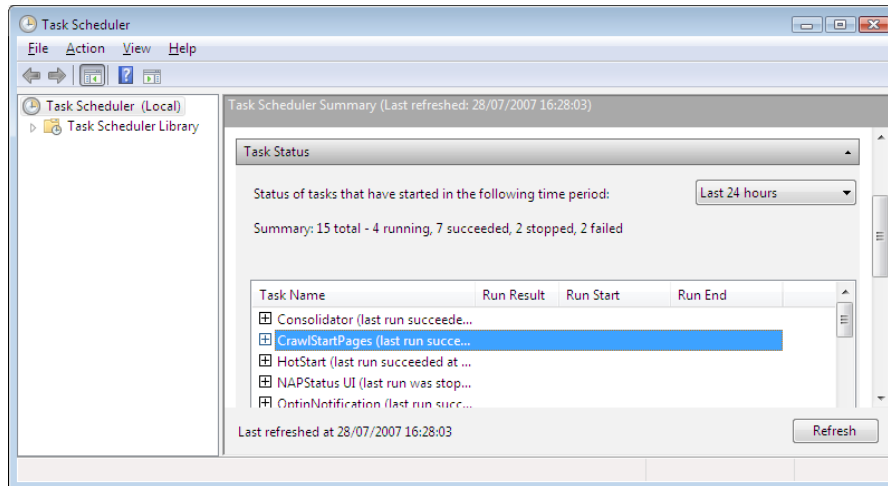 Task Scheduler
File Action View Help
Task Scheduler (Local)
Task Scheduler Library
Task Scheduler Summary (Last refreshed: 28/07/2007 16:28:03)
Task Status
Status of tasks that have started in the following time period:
Last 24 hours
Summary: 15 total - 4 running, 7 succeeded, 2 stopped, 2 failed
Task Name Run Result Run Start Run End
Consolidator (last run succeede...
CrawlStartPages (last run succe...
HotStart (last run succeeded at ...
NAPStatus UI (last run was stop...
OptinNotification (last run succ...
Last refreshed at 28/07/2007 16:28:03
Refresh